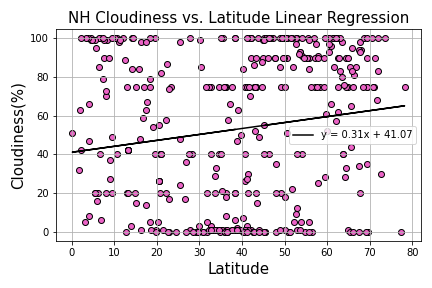 NH Cloudiness vs. Latitude Linear Regression
Cloudiness(%)
100
80
60
40
20
0
y = 0.31x + 41.07
0 10 20 30 40 50 60 70 80
Latitude